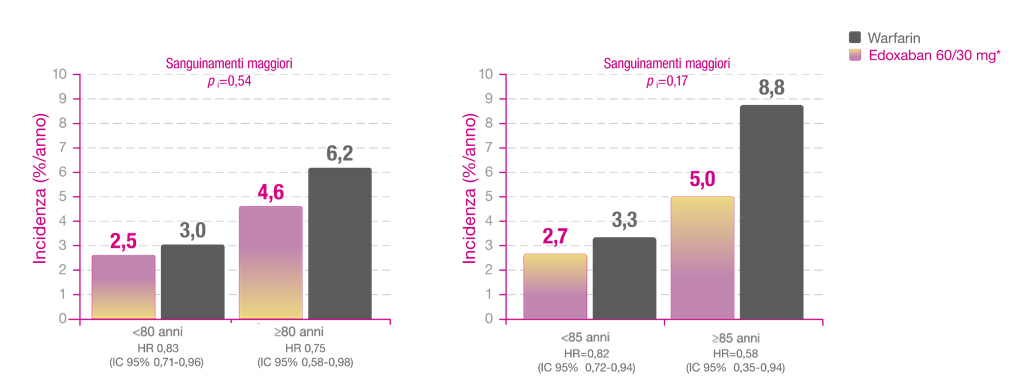 Warfarin
Edoxaban 60/30 mg*
Sanguinamenti maggiori
p i=0,54
Incidenza (%/anno)
10
9
8
7
6
5
4
3
2
1
0
2,5
3,0
4,6
6,2
<80 anni
HR 0,83
(IC 95% 0,71-0,96)
≥80 anni
HR 0,75
(IC 95% 0,58-0,98)
Sanguinamenti maggiori
p i=0,17
Incidenza (%/anno)
10
9
8
7
6
5
4
3
2
1
0
2,7
3,3
5,0
8,8
<85 anni
HR=0,82
(IC 95% 0,72-0,94)
≥85 anni
HR=0,58
(IC 95% 0,35-0,94)